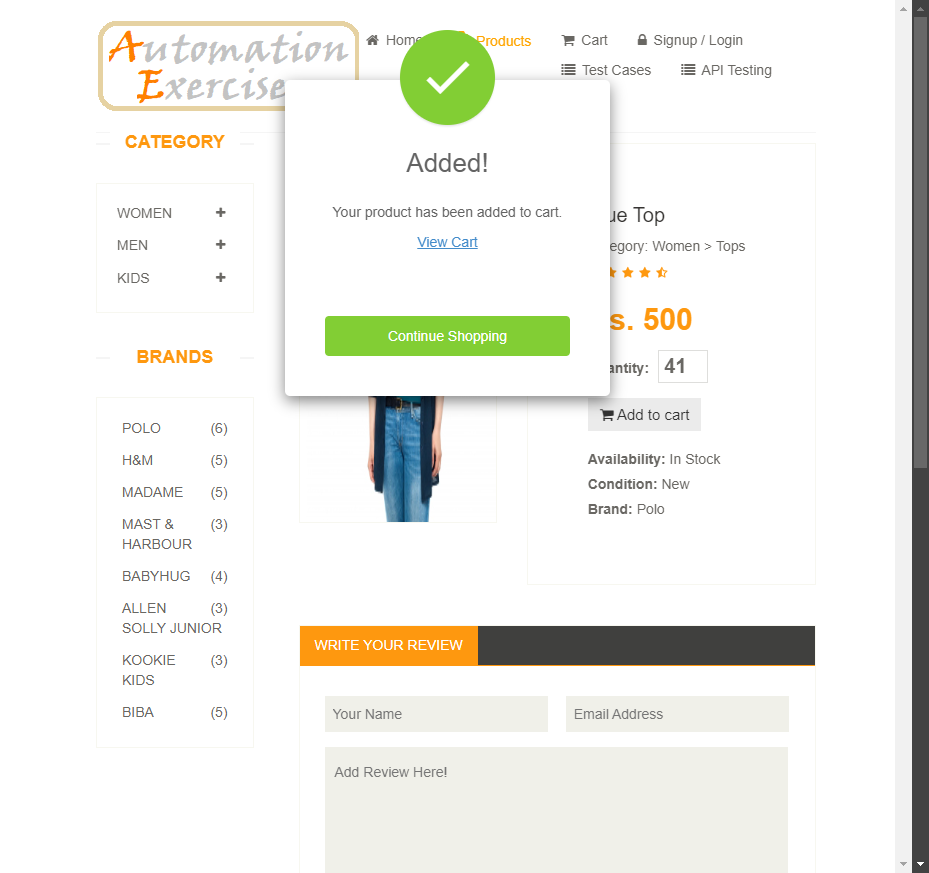 Automation
Exercise
Home
Products
Cart
Signup / Login
Test Cases
API Testing
CATEGORY
WOMEN
MEN
KIDS
BRANDS
POLO (6)
H&M (5)
MADAME (5)
MAST & (3)
HARBOUR
BABYHUG (4)
ALLEN (3)
SOLLY JUNIOR
KOOKIE (3)
KIDS
BIBA (5)
Added!
Your product has been added to cart.
View Cart
Continue Shopping
Top
Women > Tops
500
41
Add to cart
Availability: In Stock
Condition: New
Brand: Polo
WRITE YOUR REVIEW
Your Name
Email Address
Add Review Here!